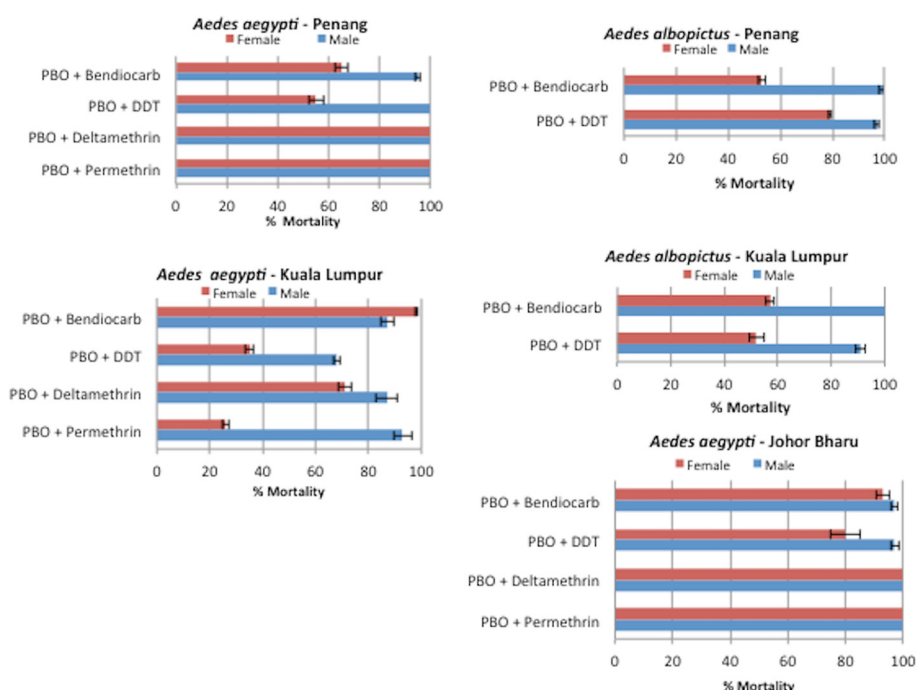 Aedes aegypti - Penang
Female Male
PBO + Bendiocarb
PBO + DDT
PBO + Deltamethrin
PBO + Permethrin
0 20 40 60 80 100
% Mortality
Aedes albopictus - Penang
Female Male
PBO + Bendiocarb
PBO + DDT
0 20 40 60 80 100
% Mortality
Aedes aegypti - Kuala Lumpur
Female Male
PBO + Bendiocarb
PBO + DDT
PBO + Deltamethrin
PBO + Permethrin
0 20 40 60 80 100
% Mortality
Aedes albopictus - Kuala Lumpur
Female Male
PBO + Bendiocarb
PBO + DDT
0 20 40 60 80 100
% Mortality
Aedes aegypti - Johor Bharu
Female Male
PBO + Bendiocarb
PBO + DDT
PBO + Deltamethrin
PBO + Permethrin
0 20 40 60 80 100
% Mortality